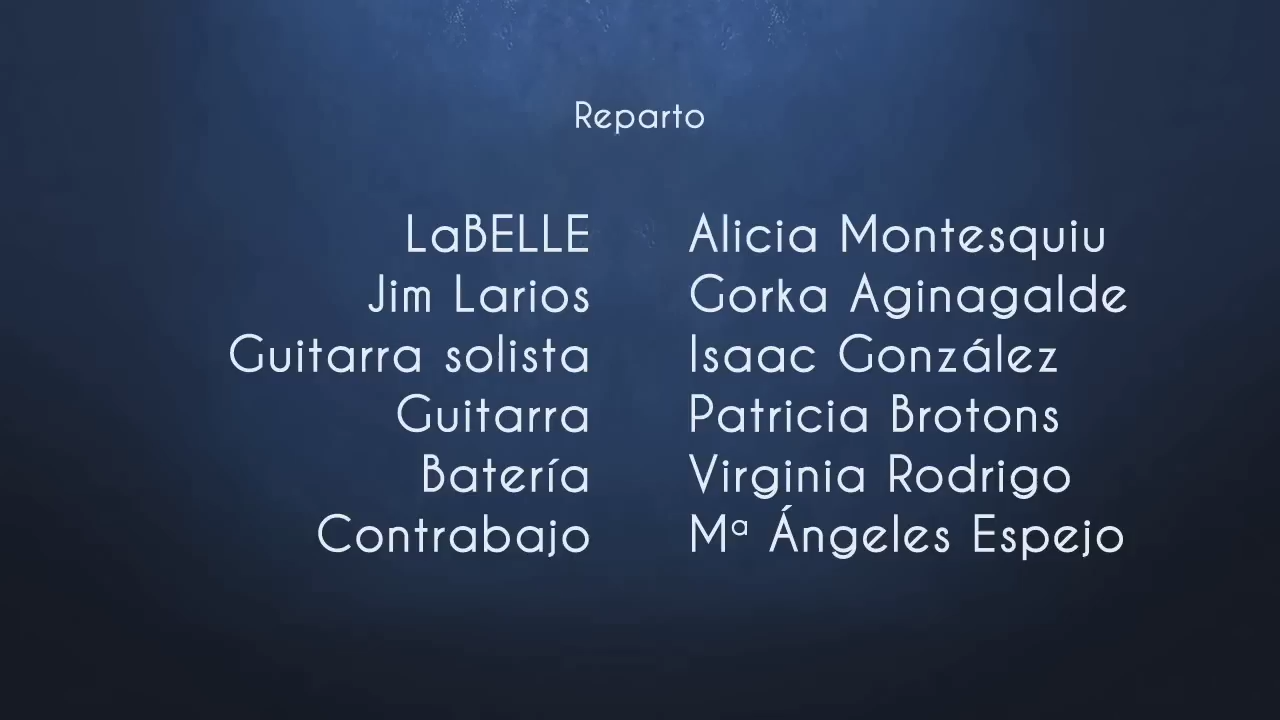 Reparto
LaBELLE Alicia Montesquiu
Jim Larios Gorka Aginagalde
Guitarra solista Isaac González
Guitarra Patricia Brotons
Batería Virginia Rodrigo
Contrabajo Mª Ángeles Espejo